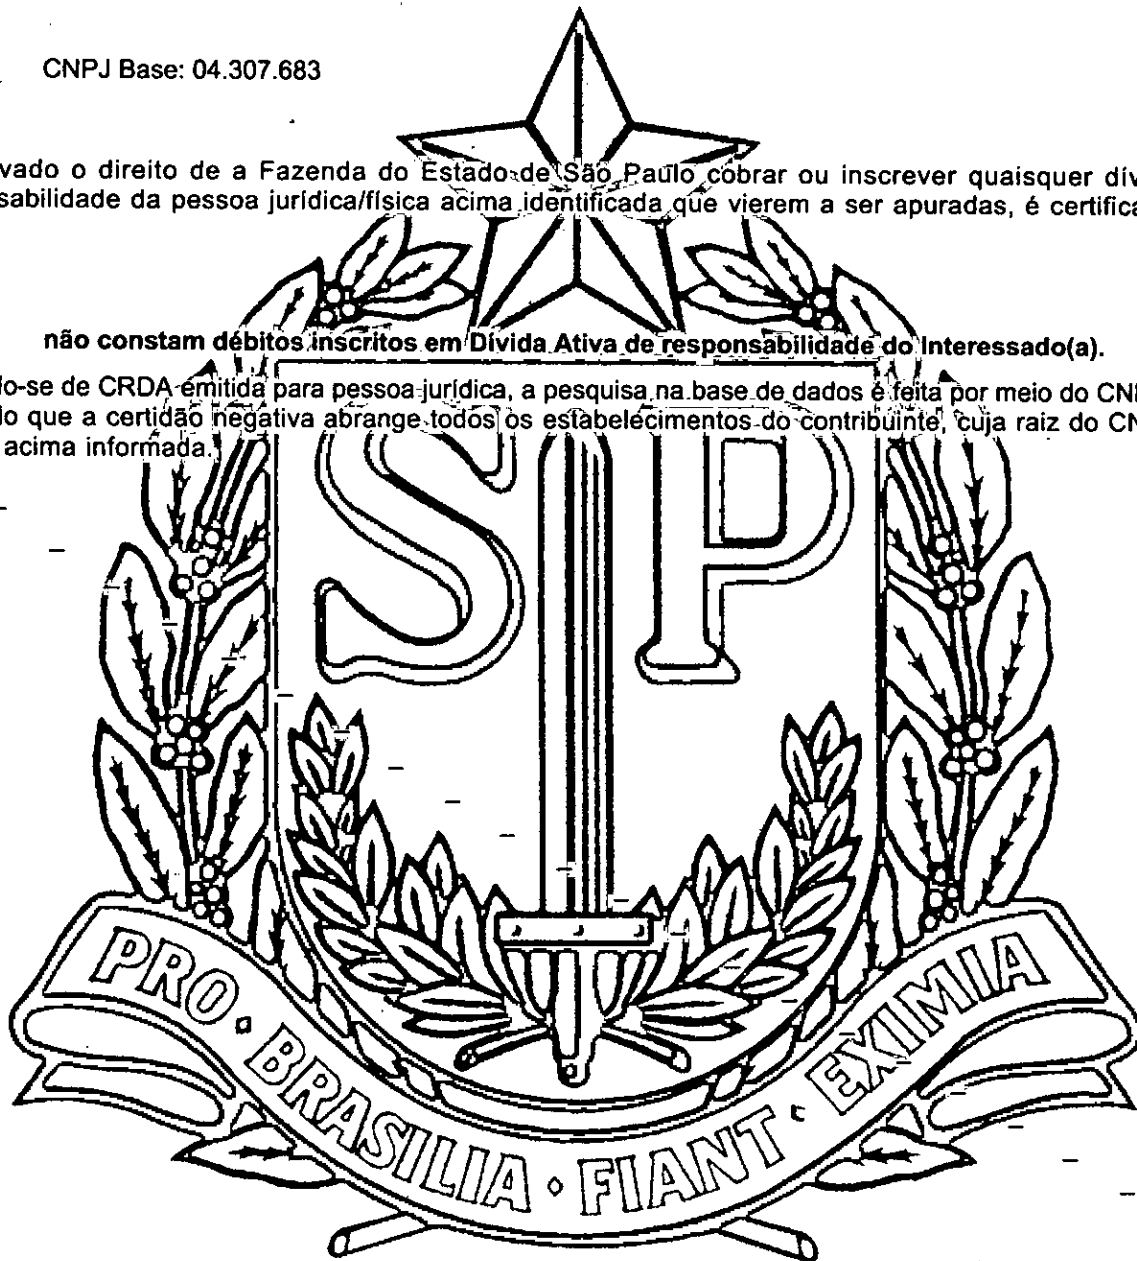 CNPJ Base: 04.307.683
vado o direito de a Fazenda do Estado de São Paulo cobrar ou inscrever quaisquer dív
sabilidade da pessoa jurídica/física acima identificada que vierem a ser apuradas, é certifica
não constam débitos inscritos em Dívida Ativa de responsabilidade do Interessado(a).
do-se de CRDA emitida para pessoa jurídica, a pesquisa na base de dados é feita por meio do CN
do que a certidão negativa abrange todos os estabelecimentos do contribuinte, cuja raiz do CN
acima informada.
SP
PRO · BRASILIA · FIANT · EXIMIA